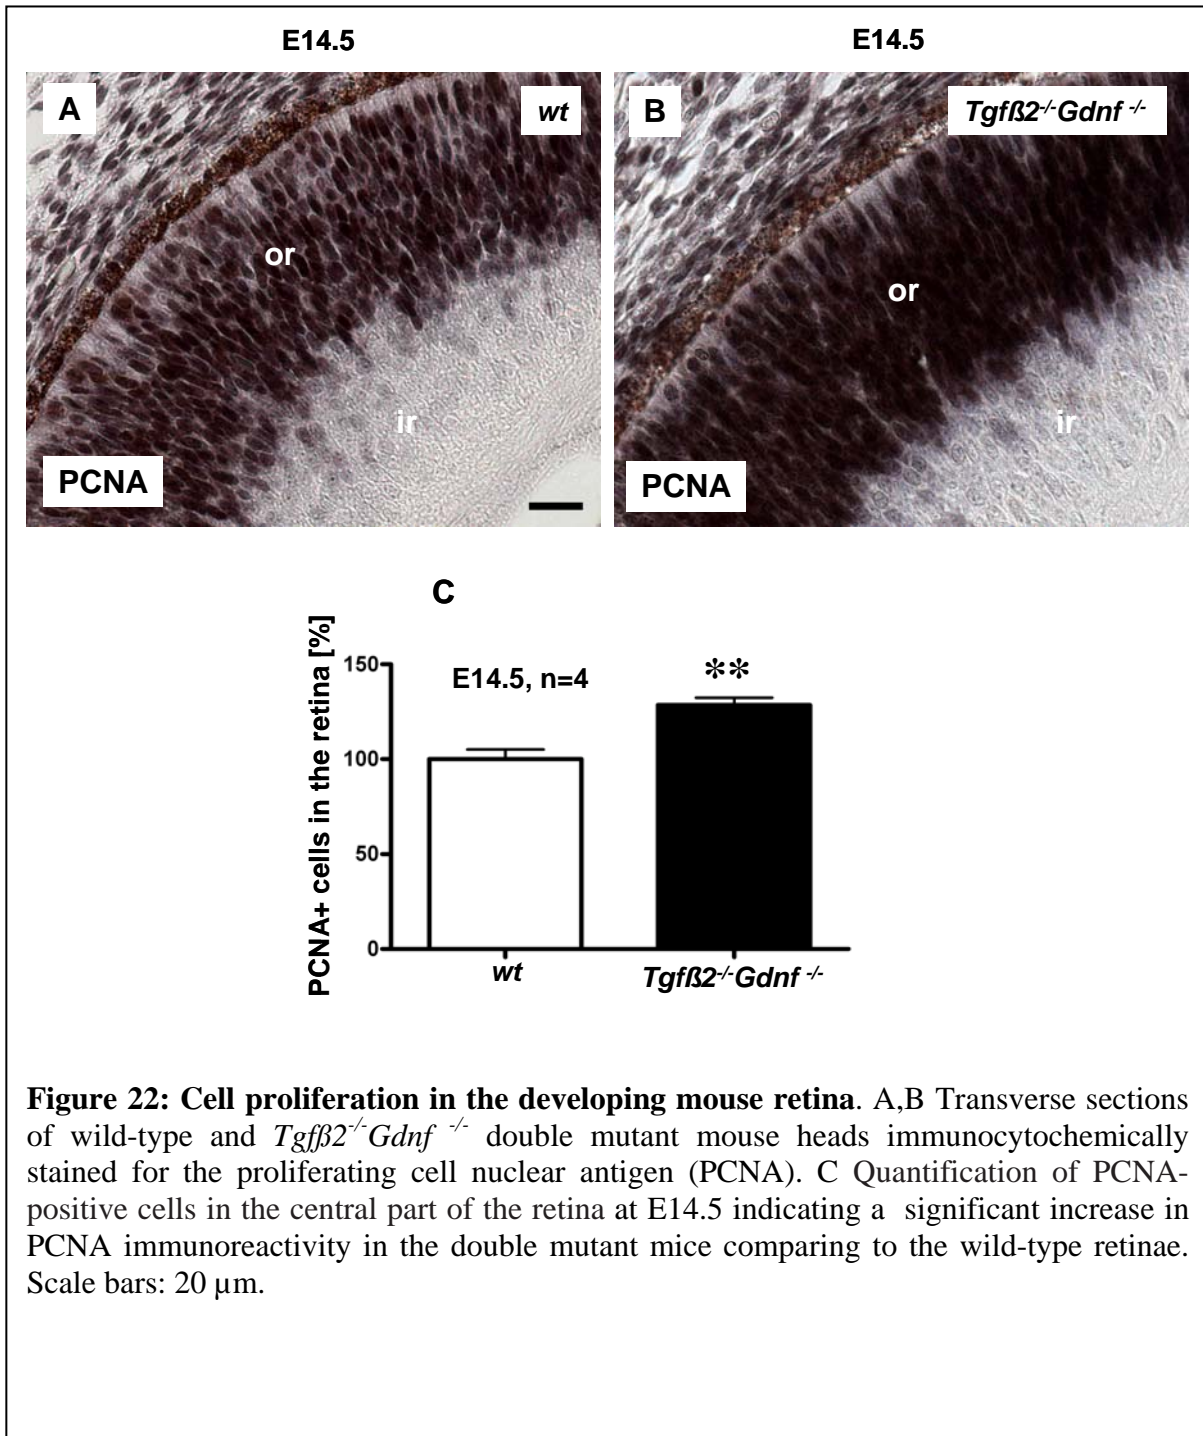 E14.5
E14.5
A
wt
B
Tgfß2-/-Gdnf -/-
or
or
ir
ir
PCNA
PCNA
C
PCNA+ cells in the retina [%]
150
100
50
0
E14.5, n=4
**
wt
Tgfß2-/-Gdnf -/-
Figure 22: Cell proliferation in the developing mouse retina. A,B Transverse sections
of wild-type and Tgfβ2-/-Gdnf -/- double mutant mouse heads immunocytochemically
stained for the proliferating cell nuclear antigen (PCNA). C Quantification of PCNA-
positive cells in the central part of the retina at E14.5 indicating a significant increase in
PCNA immunoreactivity in the double mutant mice comparing to the wild-type retinae.
Scale bars: 20 µm.